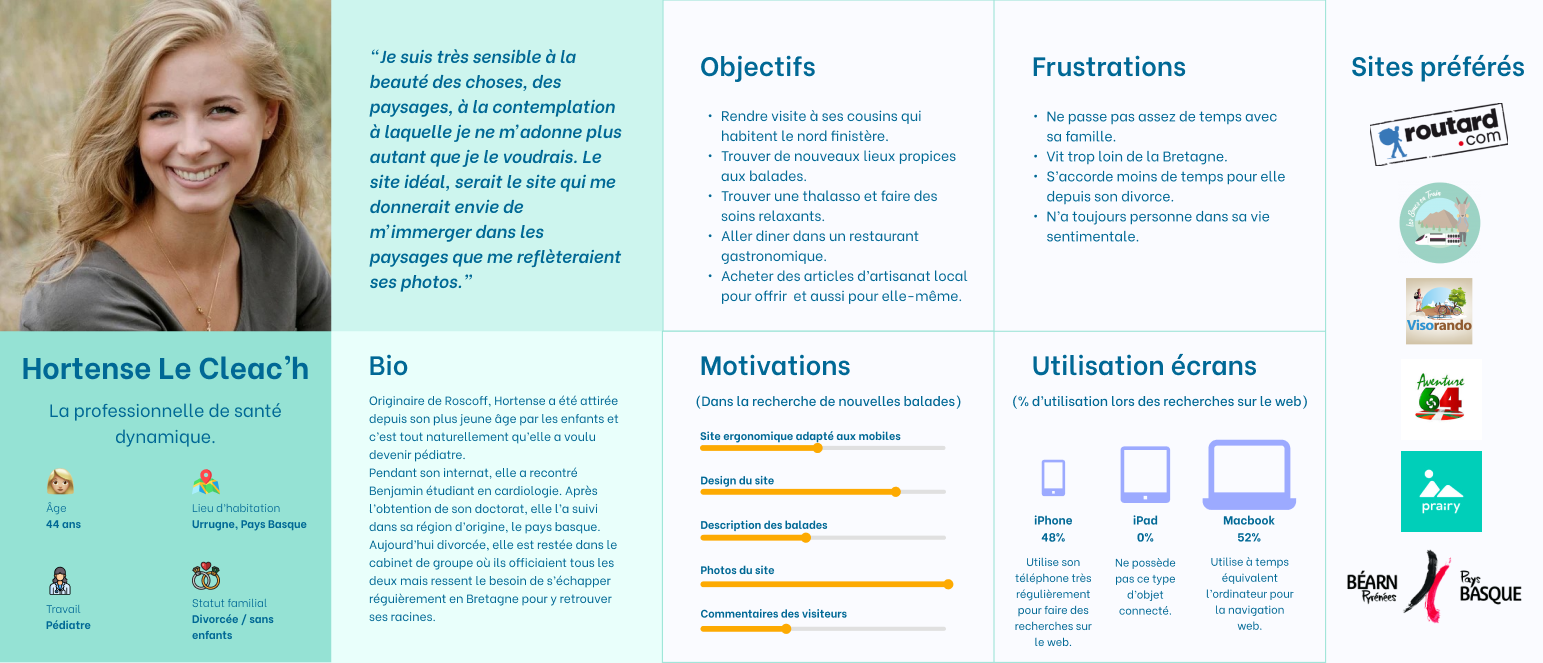 “Je suis très sensible à la
beauté des choses, des
paysages, à la contemplation
à laquelle je ne m’adonne plus
autant que je le voudrais. Le
site idéal, serait le site qui me
donnerait envie de
m’immerger dans les
paysages que me reflèteraient
ses photos.”
Objectifs
• Rendre visite à ses cousins qui
habitent le nord finistère.
• Trouver de nouveaux lieux propices
aux balades.
• Trouver une thalasso et faire des
soins relaxants.
• Aller diner dans un restaurant
gastronomique.
• Acheter des articles d’artisanat local
pour offrir et aussi pour elle-même.
Frustrations
• Ne passe pas assez de temps avec
sa famille.
• Vit trop loin de la Bretagne.
• S’accorde moins de temps pour elle
depuis son divorce.
• N’a toujours personne dans sa vie
sentimentale.
Sites préférés
routard
.com
en Train
Visorando
Aventure
64
prairy
BÉARN
Pyrénées
Pays
BASQUE
Hortense Le Cleac’h
La professionnelle de santé
dynamique.
Âge
44 ans
Lieu d’habitation
Urrugne, Pays Basque
Travail
Pédiatre
Statut familial
Divorcée / sans
enfants
Bio
Originaire de Roscoff, Hortense a été attirée
depuis son plus jeune âge par les enfants et
c’est tout naturellement qu’elle a voulu
devenir pédiatre.
Pendant son internat, elle a recontré
Benjamin étudiant en cardiologie. Après
l’obtention de son doctorat, elle l’a suivi
dans sa région d’origine, le pays basque.
Aujourd’hui divorcée, elle est restée dans le
cabinet de groupe où ils officiaient tous les
deux mais ressent le besoin de s’échapper
réguièrement en Bretagne pour y retrouver
ses racines.
Motivations
(Dans la recherche de nouvelles balades)
Site ergonomique adapté aux mobiles
Design du site
Description des balades
Photos du site
Commentaires des visiteurs
Utilisation écrans
(% d’utilisation lors des recherches sur le web)
iPhone
48%
Utilise son
téléphone très
régulièrement
pour faire des
recherches sur
le web.
iPad
0%
Ne possède
pas ce type
d’objet
connecté.
Macbook
52%
Utilise à temps
équivalent
l’ordinateur pour
la navigation
web.